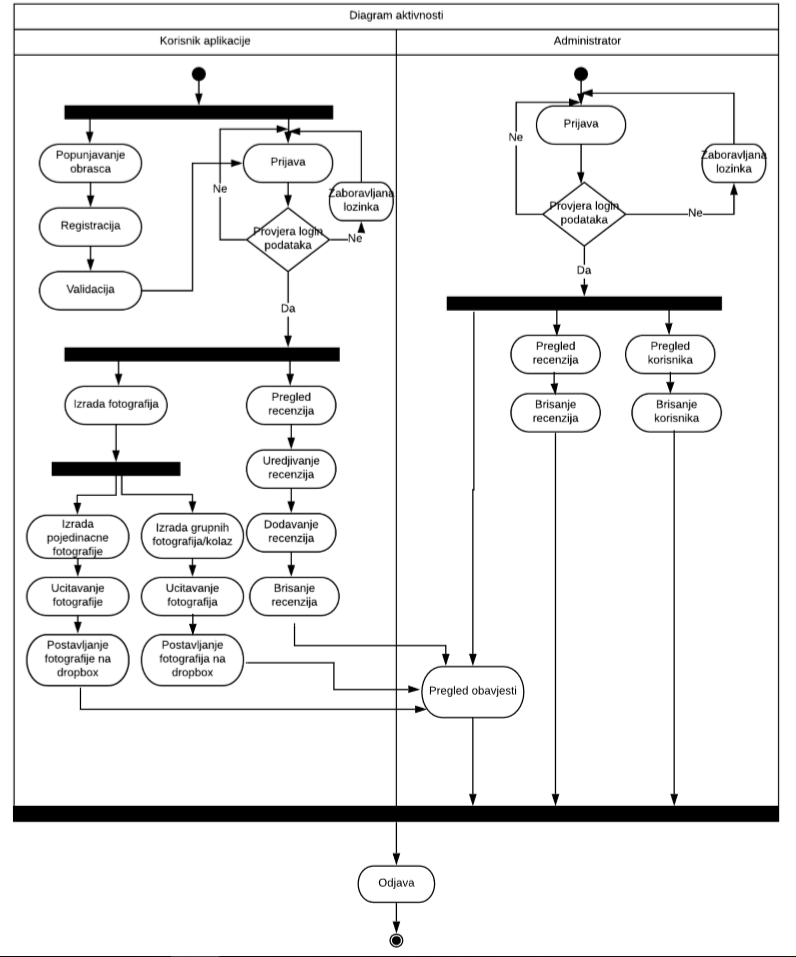 Diagram aktivnosti
Korisnik aplikacije
Administrator
Popunjavanje
obrasca
Registracija
Validacija
Prijava
Ne
Zaboravljana
lozinka
Provjera login
podataka
Ne
Da
Izrada fotografija
Izrada
pojedinacne
fotografije
Ucitavanje
fotografije
Postavljanje
fotografije na
dropbox
Izrada grupnih
fotografija/kolaz
Ucitavanje
fotografija
Postavljanje
fotografija na
dropbox
Pregled
recenzija
Uredjivanje
recenzija
Dodavanje
recenzija
Brisanje
recenzija
Prijava
Ne
Zaboravljana
lozinka
Provjera login
podataka
Ne
Da
Pregled
recenzija
Brisanje
recenzija
Pregled
korisnika
Brisanje
korisnika
Pregled obavjesti
Odjava